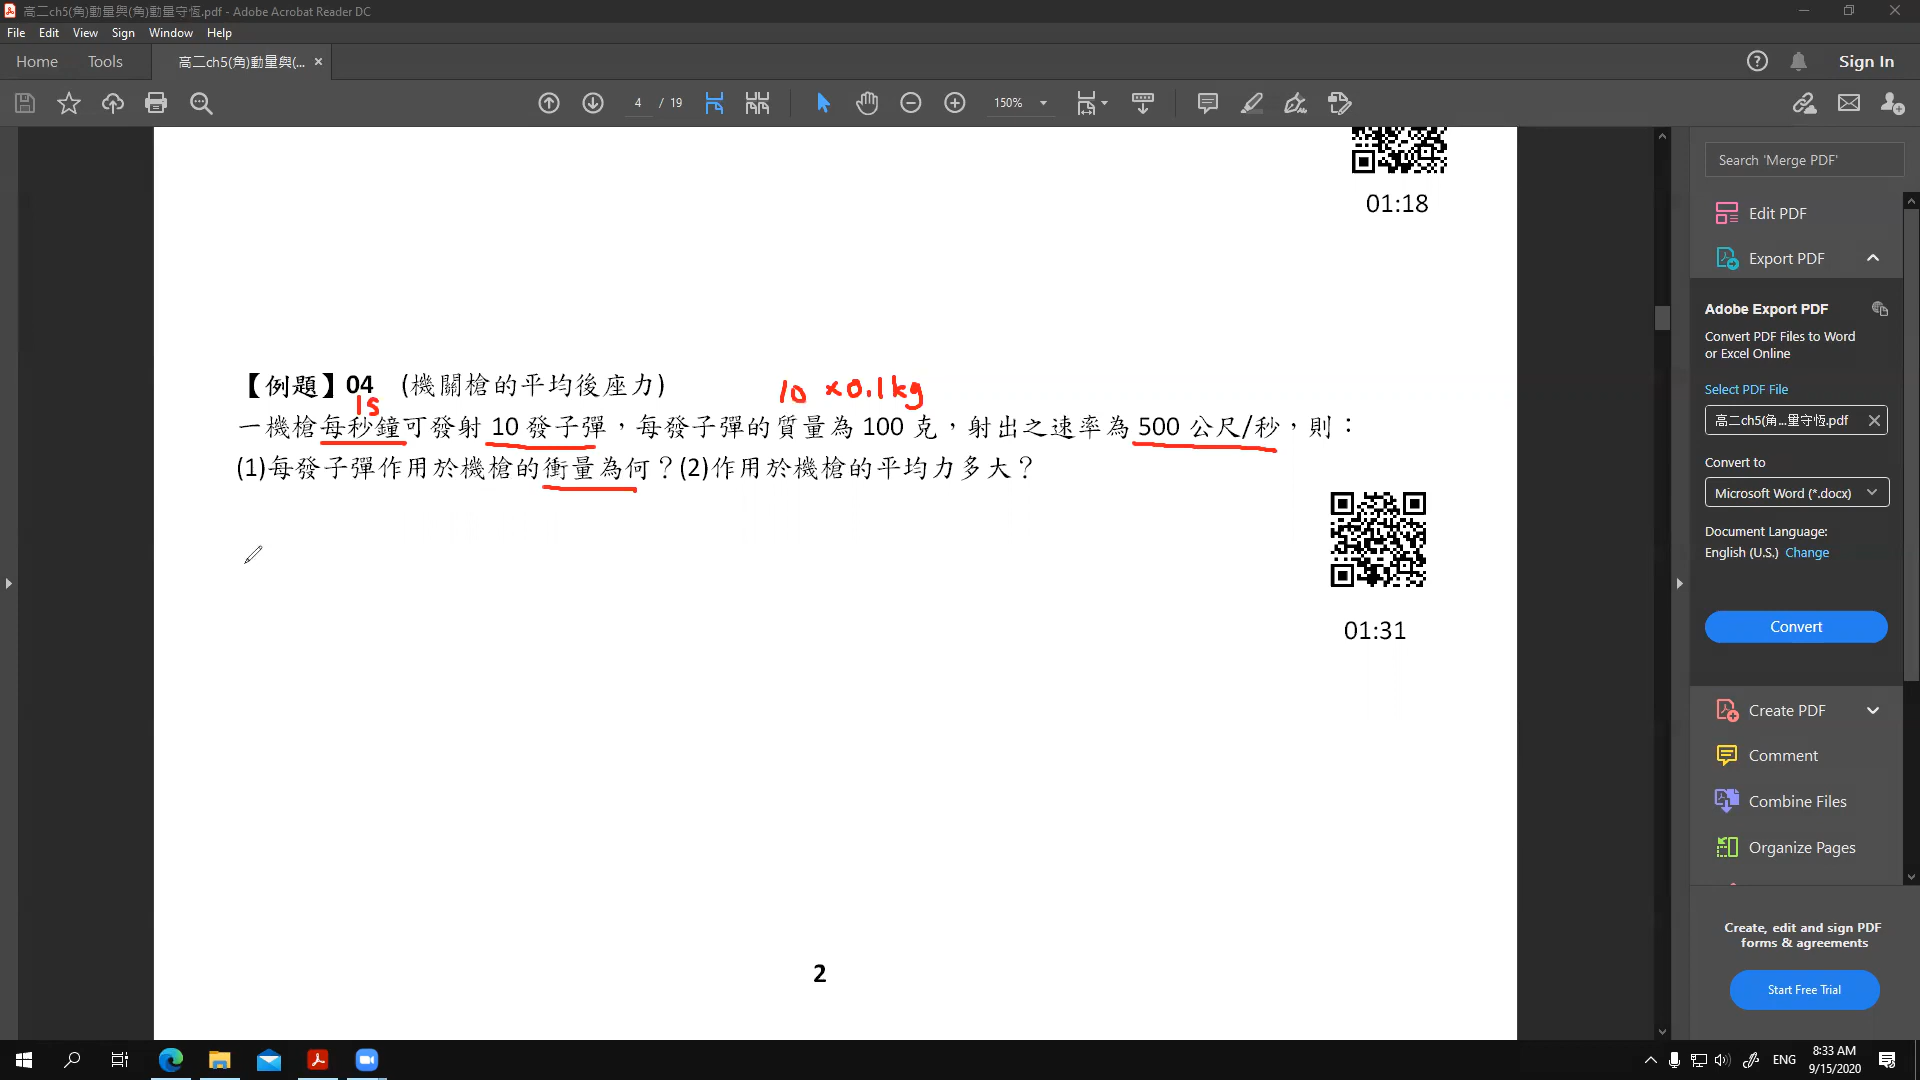 高二ch5(角)動量與(角)動量守恆.pdf - Adobe Acrobat Reader DC
File Edit View Sign Window Help
Home Tools 高二ch5(角)動量與(... × Sign In
4 / 19 150%
01:18
【例題】04 (機關槍的平均後座力)
10 ×0.1kg
1s
一機槍每秒鐘可發射 10 發子彈，每發子彈的質量為 100 克，射出之速率為 500 公尺/秒，則：
(1)每發子彈作用於機槍的衝量為何？(2)作用於機槍的平均力多大？
01:31
2
Search 'Merge PDF'
Edit PDF
Export PDF
Adobe Export PDF
Convert PDF Files to Word
or Excel Online
Select PDF File
高二ch5(角...量守恆.pdf
Convert to
Microsoft Word (*.docx)
Document Language:
English (U.S.) Change
Convert
Create PDF
Comment
Combine Files
Organize Pages
Create, edit and sign PDF
forms & agreements
Start Free Trial
ENG
8:33 AM
9/15/2020